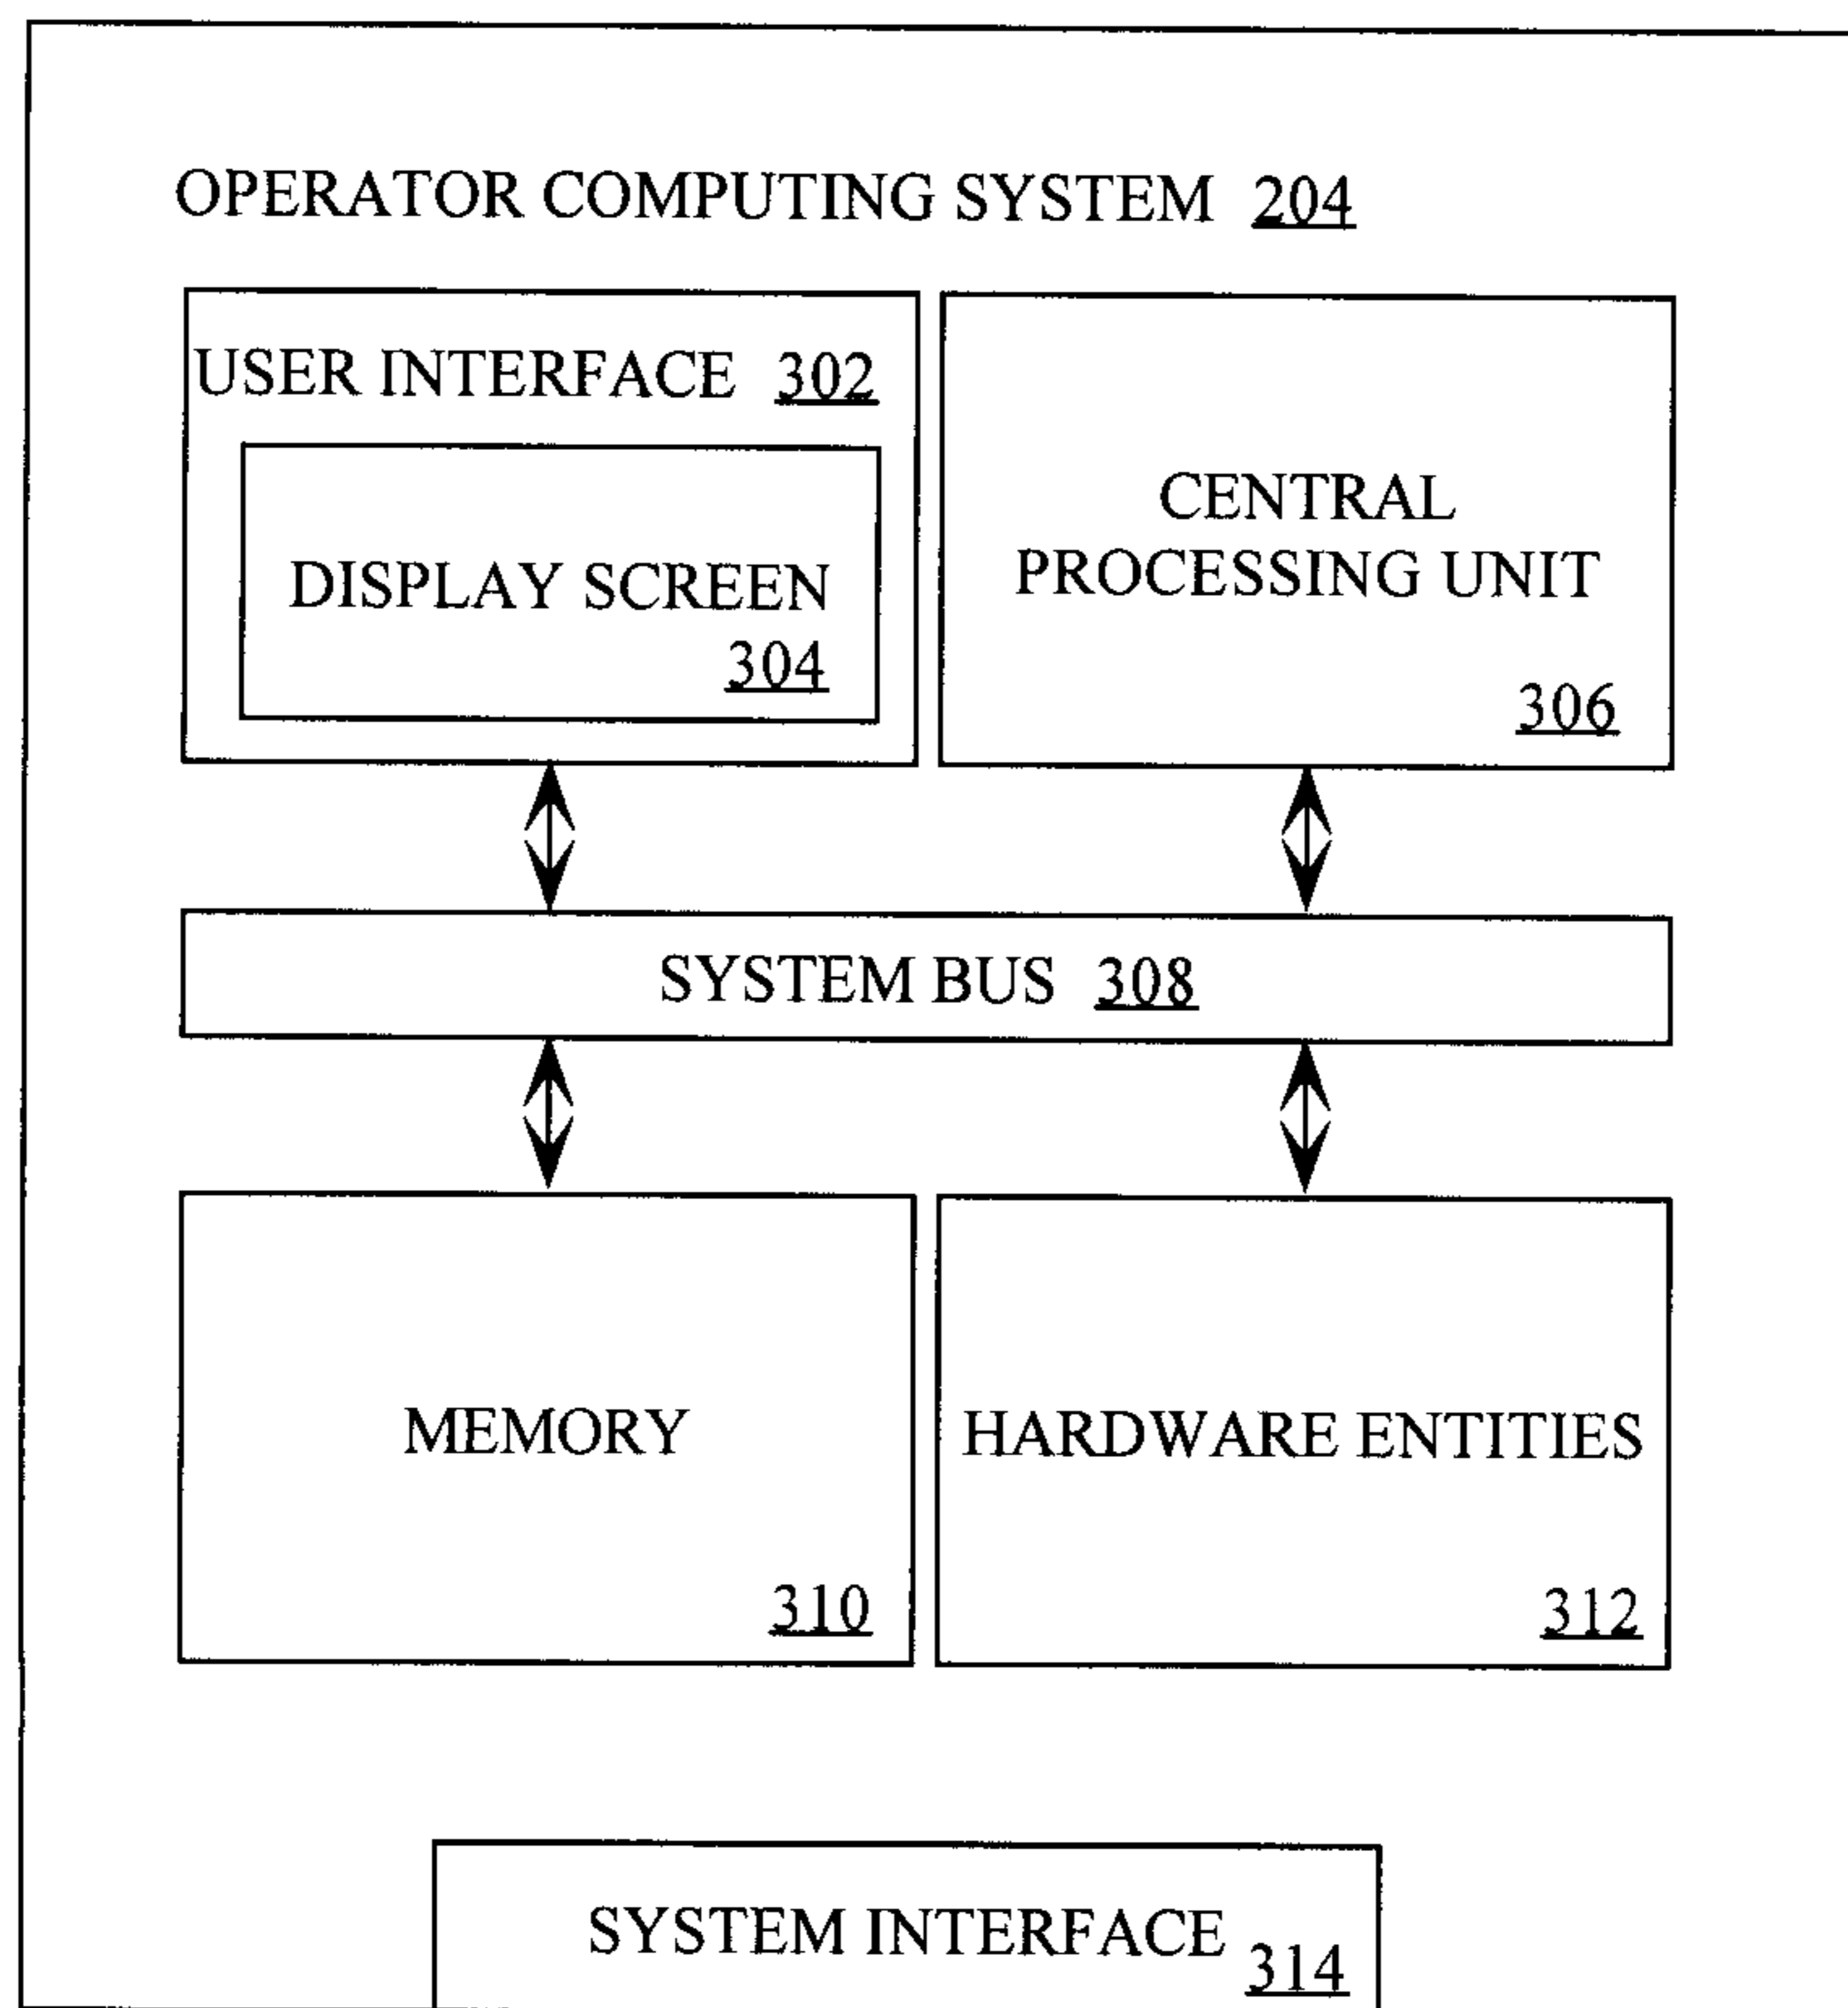 OPERATOR COMPUTING SYSTEM 204
USER INTERFACE 302
DISPLAY SCREEN
304
CENTRAL
PROCESSING UNIT
306
SYSTEM BUS 308
MEMORY
310
HARDWARE ENTITIES
312
SYSTEM INTERFACE
314